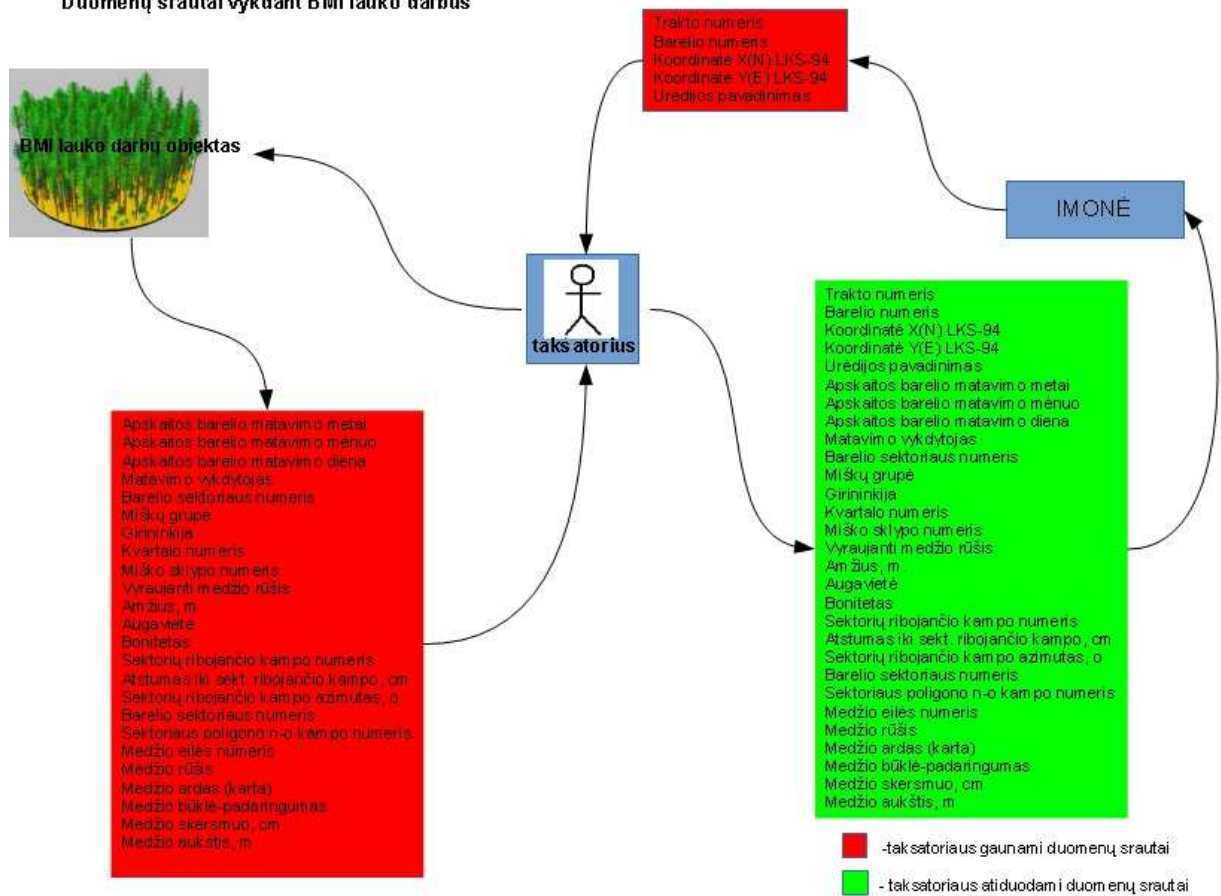 Duomenų srautai vykdant BMI lauko darbus
Trakto numeris
Barelio numeris
Koordinatė X(N) LKS-94
Koordinatė Y(E) LKS-94
Urėdijos pavadinimas
BMI lauko darbų objektas
IMONĖ
taksatorius
Apskaitos barelio matavimo metai
Apskaitos barelio matavimo mėnuo
Apskaitos barelio matavimo diena
Matavimo vykdytojas
Barelio sektoriaus numeris
Miškų grupė
Girininkija
Kvartalo numeris
Miško sklypo numeris
Vyraujanti medžio rūšis
Amžius, m
Augavietė
Bonitetas
Sektorių ribojančio kampo numeris
Atstumas iki sekt. ribojančio kampo, cm
Sektorių ribojančio kampo azimutas, o
Barelio sektoriaus numeris
Sektoriaus poligono n-o kampo numeris
Medžio eilės numeris
Medžio rūšis
Medžio ardas (karta)
Medžio būklė-padaringumas
Medžio skersmuo, cm
Medžio aukštis, m
Trakto numeris
Barelio numeris
Koordinatė X(N) LKS-94
Koordinatė Y(E) LKS-94
Urėdijos pavadinimas
Apskaitos barelio matavimo metai
Apskaitos barelio matavimo mėnuo
Apskaitos barelio matavimo diena
Matavimo vykdytojas
Barelio sektoriaus numeris
Miškų grupė
Girininkija
Kvartalo numeris
Miško sklypo numeris
Vyraujanti medžio rūšis
Amžius, m.
Augavietė
Bonitetas
Sektorių ribojančio kampo numeris
Atstumas iki sekt. ribojančio kampo, cm
Sektorių ribojančio kampo azimutas, o
Barelio sektoriaus numeris
Sektoriaus poligono n-o kampo numeris
Medžio eilės numeris
Medžio rūšis
Medžio ardas (karta)
Medžio būklė-padaringumas
Medžio skersmuo, cm
Medžio aukštis, m
-taksatoriaus gaunami duomenų srautai
- taksatoriaus atiduodami duomenų srautai